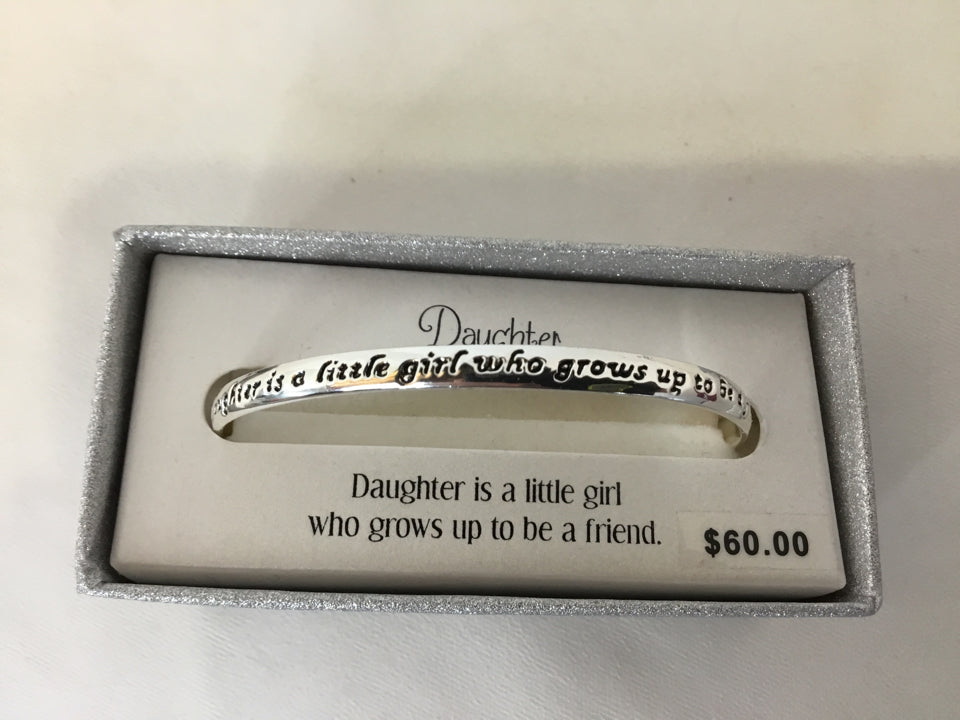 Daughter
is a little girl who grows up to be
Daughter is a little girl
who grows up to be a friend.
$60.00